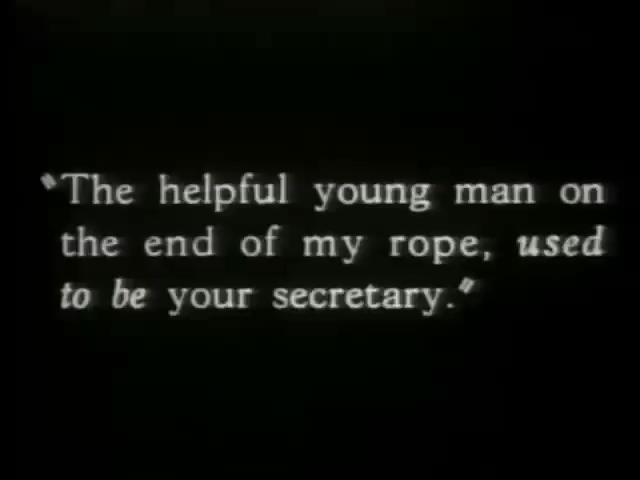 "The helpful young man on
the end of my rope, used
to be your secretary."